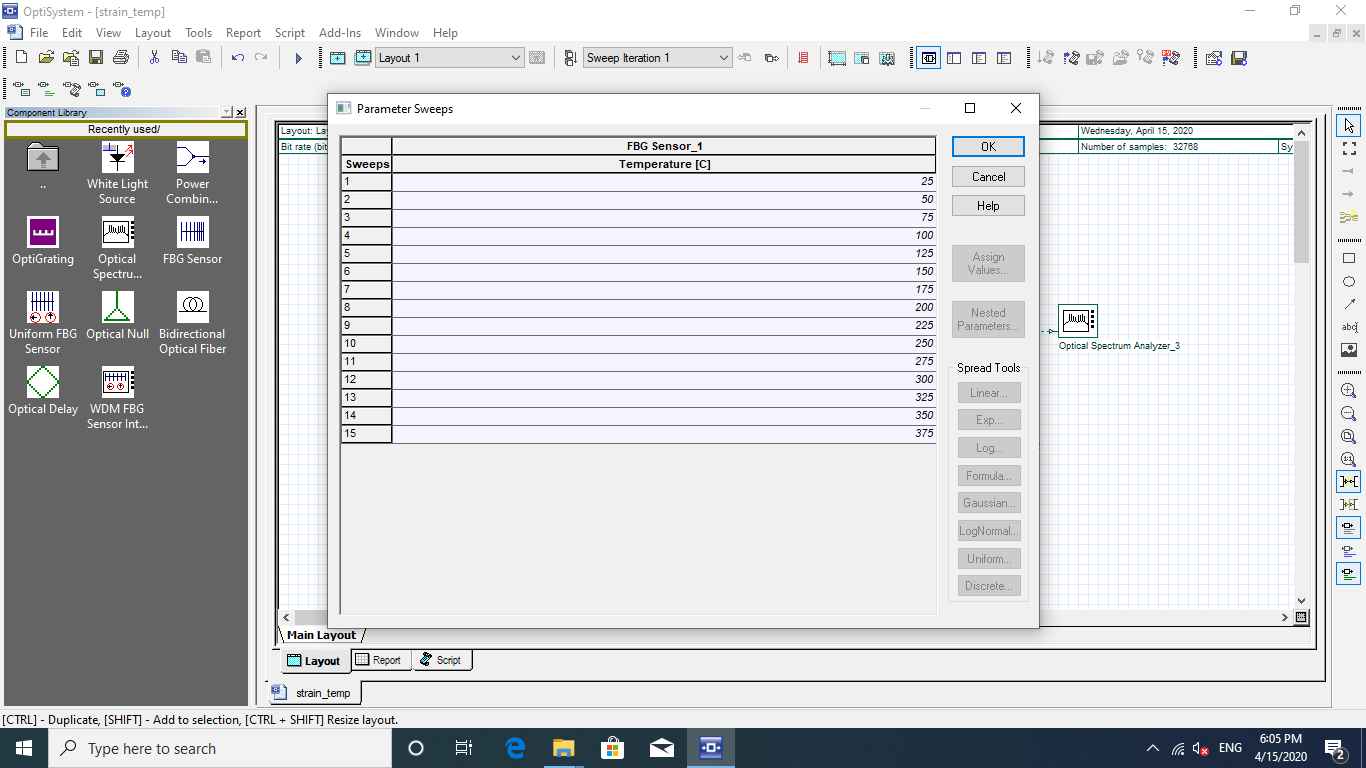 OptiSystem - [strain_temp]
File Edit View Layout Tools Report Script Add-Ins Window Help
Layout 1
Sweep Iteration 1
Component Library
Recently used/
..
White Light Source
Power Combin...
OptiGrating
Optical Spectru...
FBG Sensor
Uniform FBG Sensor
Optical Null
Bidirectional Optical Fiber
Optical Delay
WDM FBG Sensor Int...
Layout: La
Bit rate (bit
Wednesday, April 15, 2020
Number of samples: 32768
Sy
Optical Spectrum Analyzer_3
Parameter Sweeps
FBG Sensor_1
Sweeps Temperature [C]
1 25
2 50
3 75
4 100
5 125
6 150
7 175
8 200
9 225
10 250
11 275
12 300
13 325
14 350
15 375
OK
Cancel
Help
Assign Values...
Nested Parameters...
Spread Tools
Linear...
Exp...
Log...
Formula...
Gaussian...
LogNormal...
Uniform...
Discrete...
ab
1:1
Main Layout
Layout Report Script
strain_temp
[CTRL] - Duplicate, [SHIFT] - Add to selection, [CTRL + SHIFT] Resize layout.
Type here to search
ENG
6:05 PM
4/15/2020
2